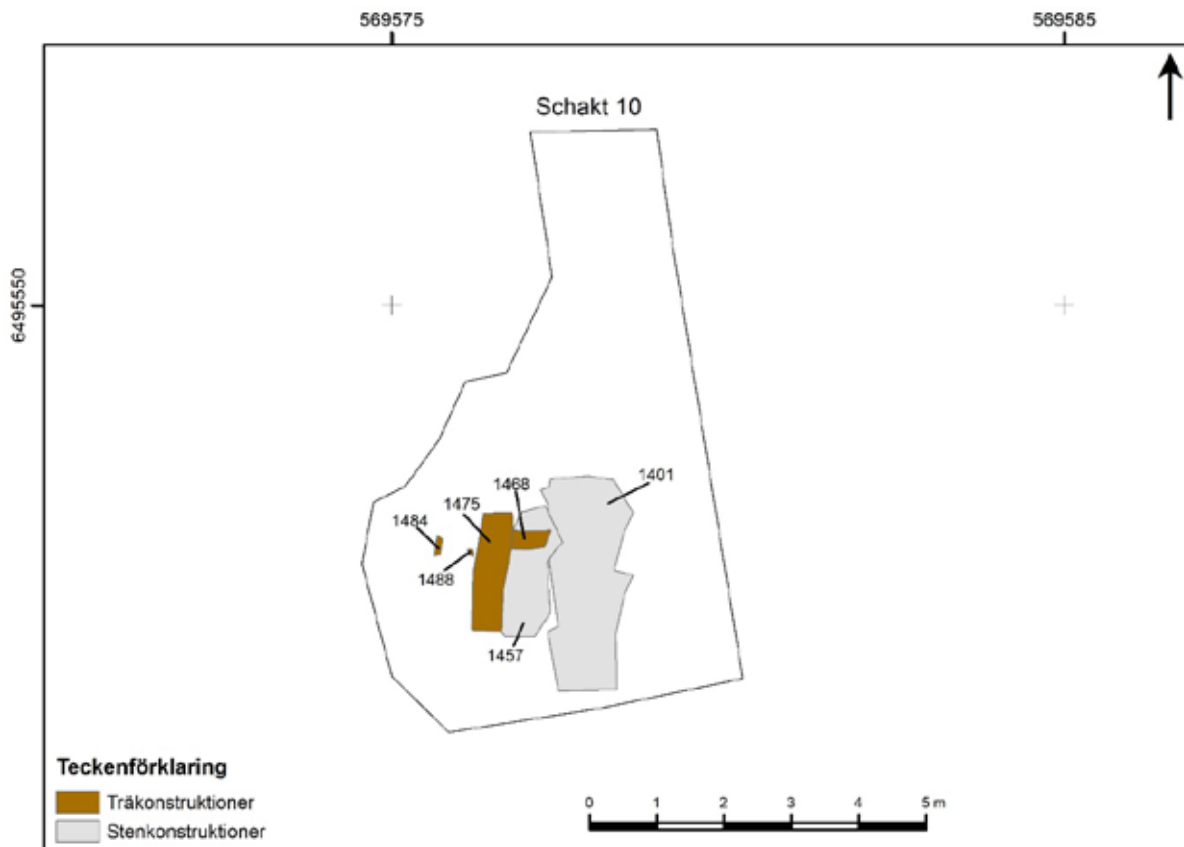 569575 569585
Schakt 10
6495550
1401
1468
1475
1484
1488
1457
Teckenförklaring
Träkonstruktioner
Stenkonstruktioner
0 1 2 3 4 5 m